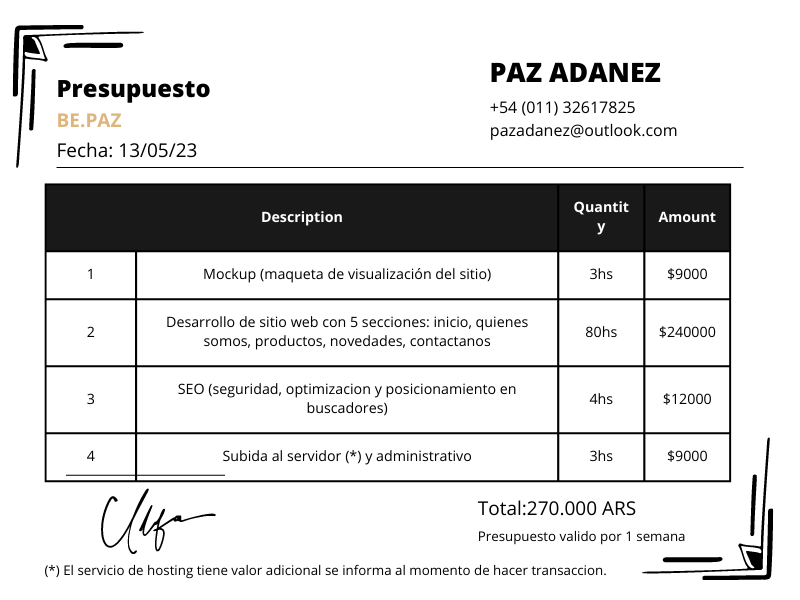 Presupuesto
BE.PAZ
Fecha: 13/05/23
PAZ ADANEZ
+54 (011) 32617825
pazadanez@outlook.com
Description
Quantit
y
Amount
1
Mockup (maqueta de visualización del sitio)
3hs
$9000
2
Desarrollo de sitio web con 5 secciones: inicio, quienes
somos, productos, novedades, contactanos
80hs
$240000
3
SEO (seguridad, optimizacion y posicionamiento en
buscadores)
4hs
$12000
4
Subida al servidor (*) y administrativo
3hs
$9000
Total:270.000 ARS
Presupuesto valido por 1 semana
(*) El servicio de hosting tiene valor adicional se informa al momento de hacer transaccion.